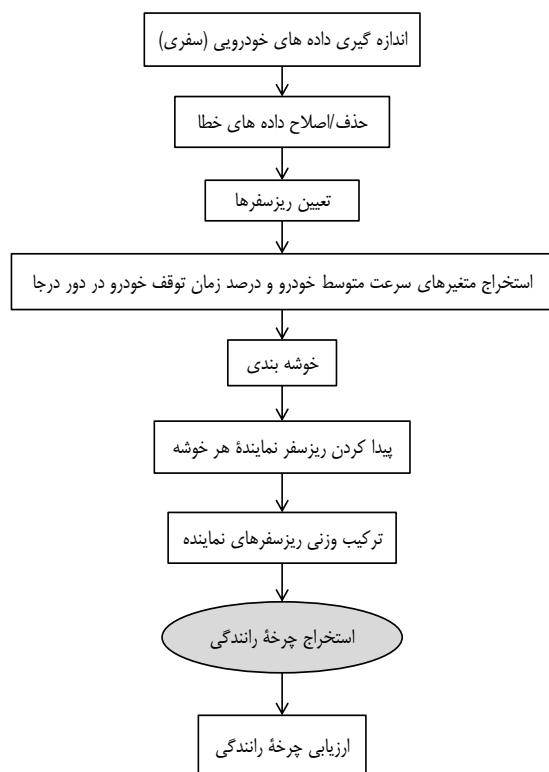 اندازه گیری داده های خودرویی (سفری)
حذف/اصلاح داده های خطا
تعیین ریزسفرها
استخراج متغیرهای سرعت متوسط خودرو و درصد زمان توقف خودرو در دور درجا
خوشه بندی
پیدا کردن ریزسفر نمایندۀ هر خوشه
ترکیب وزنی ریزسفرهای نماینده
استخراج چرخۀ رانندگی
ارزیابی چرخۀ رانندگی